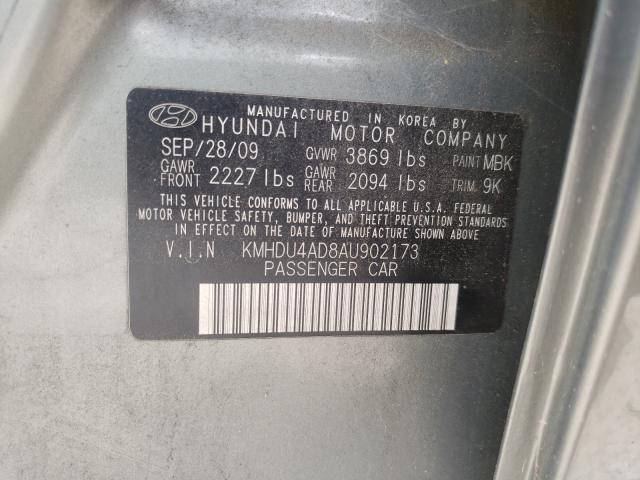 MANUFACTURED IN KOREA BY
HYUNDAI MOTOR COMPANY
SEP/28/09 GVWR 3869 lbs PAINT MBK
GAWR FRONT 2227 lbs GAWR REAR 2094 lbs TRIM 9K
THIS VEHICLE CONFORMS TO ALL APPLICABLE U.S.A. FEDERAL
MOTOR VEHICLE SAFETY, BUMPER, AND THEFT PREVENTION STANDARDS
IN EFFECT ON THE DATE OF MANUFACTURE SHOWN ABOVE.
V.I.N KMHDU4AD8AU902173
PASSENGER CAR